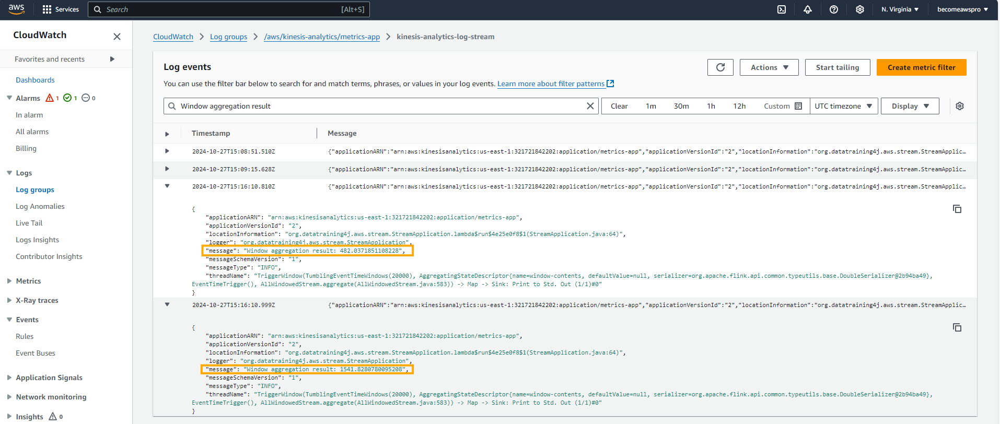 aws
Services
Search
[Alt+S]
N. Virginia
becomeawspro
CloudWatch
Favorites and recents
Dashboards
Alarms 1 1 0
In alarm
All alarms
Billing
Logs
Log groups
Log Anomalies
Live Tail
Logs Insights
Contributor Insights
Metrics
X-Ray traces
Events
Rules
Event Buses
Application Signals
Network monitoring
Insights 0
CloudWatch > Log groups > /aws/kinesis-analytics/metrics-app > kinesis-analytics-log-stream
Log events
Actions
Start tailing
Create metric filter
You can use the filter bar below to search for and match terms, phrases, or values in your log events. Learn more about filter patterns
Window aggregation result
Clear 1m 30m 1h 12h Custom
UTC timezone
Display
Timestamp Message
2024-10-27T15:08:51.510Z {"applicationARN":"arn:aws:kinesisanalytics:us-east-1:321721842202:application/metrics-app","applicationVersionId":"2","locationInformation":"org.datatraining4j.aws.stream.StreamApplic…
2024-10-27T15:09:15.628Z {"applicationARN":"arn:aws:kinesisanalytics:us-east-1:321721842202:application/metrics-app","applicationVersionId":"2","locationInformation":"org.datatraining4j.aws.stream.StreamApplic…
2024-10-27T15:16:10.810Z {"applicationARN":"arn:aws:kinesisanalytics:us-east-1:321721842202:application/metrics-app","applicationVersionId":"2","locationInformation":"org.datatraining4j.aws.stream.StreamApplic…
{
"applicationARN": "arn:aws:kinesisanalytics:us-east-1:321721842202:application/metrics-app",
"applicationVersionId": "2",
"locationInformation": "org.datatraining4j.aws.stream.StreamApplication.lambda$run$4e25e0f8$1(StreamApplication.java:64)",
"logger": "org.datatraining4j.aws.stream.StreamApplication",
"message": "Window aggregation result: 482.0371851108228",
"messageSchemaVersion": "1",
"messageType": "INFO",
"threadName": "TriggerWindow(TumblingEventTimeWindows(20000), AggregatingStateDescriptor{name=window-contents, defaultValue=null, serializer=org.apache.flink.api.common.typeutils.base.DoubleSerializer@2b94ba49},
EventTimeTrigger(), AllWindowedStream.aggregate(AllWindowedStream.java:583)) -> Map -> Sink: Print to Std. Out (1/1)#0"
}
2024-10-27T15:16:10.999Z {"applicationARN":"arn:aws:kinesisanalytics:us-east-1:321721842202:application/metrics-app","applicationVersionId":"2","locationInformation":"org.datatraining4j.aws.stream.StreamApplic…
{
"applicationARN": "arn:aws:kinesisanalytics:us-east-1:321721842202:application/metrics-app",
"applicationVersionId": "2",
"locationInformation": "org.datatraining4j.aws.stream.StreamApplication.lambda$run$4e25e0f8$1(StreamApplication.java:64)",
"logger": "org.datatraining4j.aws.stream.StreamApplication",
"message": "Window aggregation result: 1541.8280780095208",
"messageSchemaVersion": "1",
"messageType": "INFO",
"threadName": "TriggerWindow(TumblingEventTimeWindows(20000), AggregatingStateDescriptor{name=window-contents, defaultValue=null, serializer=org.apache.flink.api.common.typeutils.base.DoubleSerializer@2b94ba49},
EventTimeTrigger(), AllWindowedStream.aggregate(AllWindowedStream.java:583)) -> Map -> Sink: Print to Std. Out (1/1)#0"
}